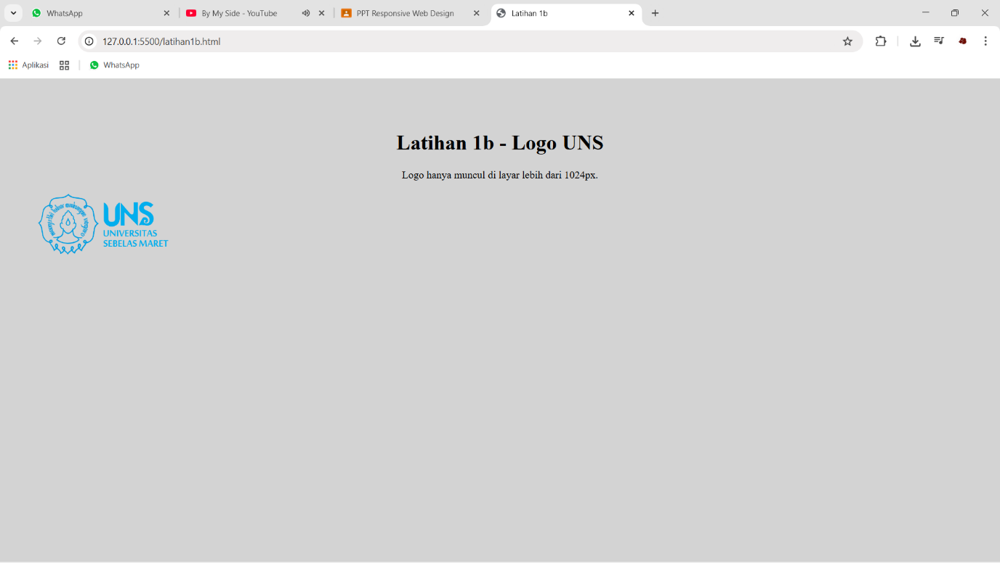 WhatsApp
By My Side - YouTube
PPT Responsive Web Design
Latihan 1b
127.0.0.1:5500/latihan1b.html
Aplikasi
WhatsApp
Latihan 1b - Logo UNS
Logo hanya muncul di layar lebih dari 1024px.
UNS
UNIVERSITAS
SEBELAS MARET